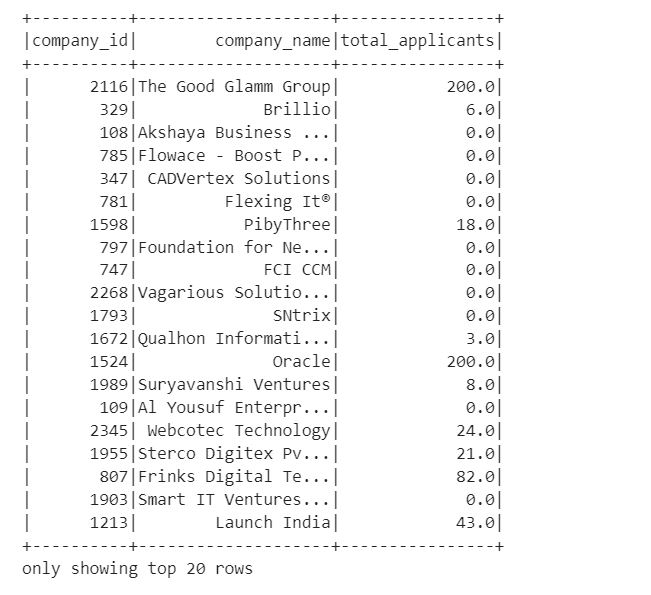 +----------+--------------------+----------------+
|company_id|        company_name|total_applicants|
+----------+--------------------+----------------+
|      2116|The Good Glamm Group|           200.0|
|       329|             Brillio|             6.0|
|       108|Akshaya Business ...|             0.0|
|       785|Flowace - Boost P...|             0.0|
|       347| CADVertex Solutions|             0.0|
|       781|         Flexing It®|             0.0|
|      1598|           PibyThree|            18.0|
|       797|Foundation for Ne...|             0.0|
|       747|             FCI CCM|             0.0|
|      2268|Vagarious Solutio...|             0.0|
|      1793|              SNtrix|             0.0|
|      1672|Qualhon Informati...|             3.0|
|      1524|              Oracle|           200.0|
|      1989|Suryavanshi Ventures|             8.0|
|       109|Al Yousuf Enterpr...|             0.0|
|      2345| Webcotec Technology|            24.0|
|      1955|Sterco Digitex Pv...|            21.0|
|       807|Frinks Digital Te...|            82.0|
|      1903|Smart IT Ventures...|             0.0|
|      1213|        Launch India|            43.0|
+----------+--------------------+----------------+
only showing top 20 rows